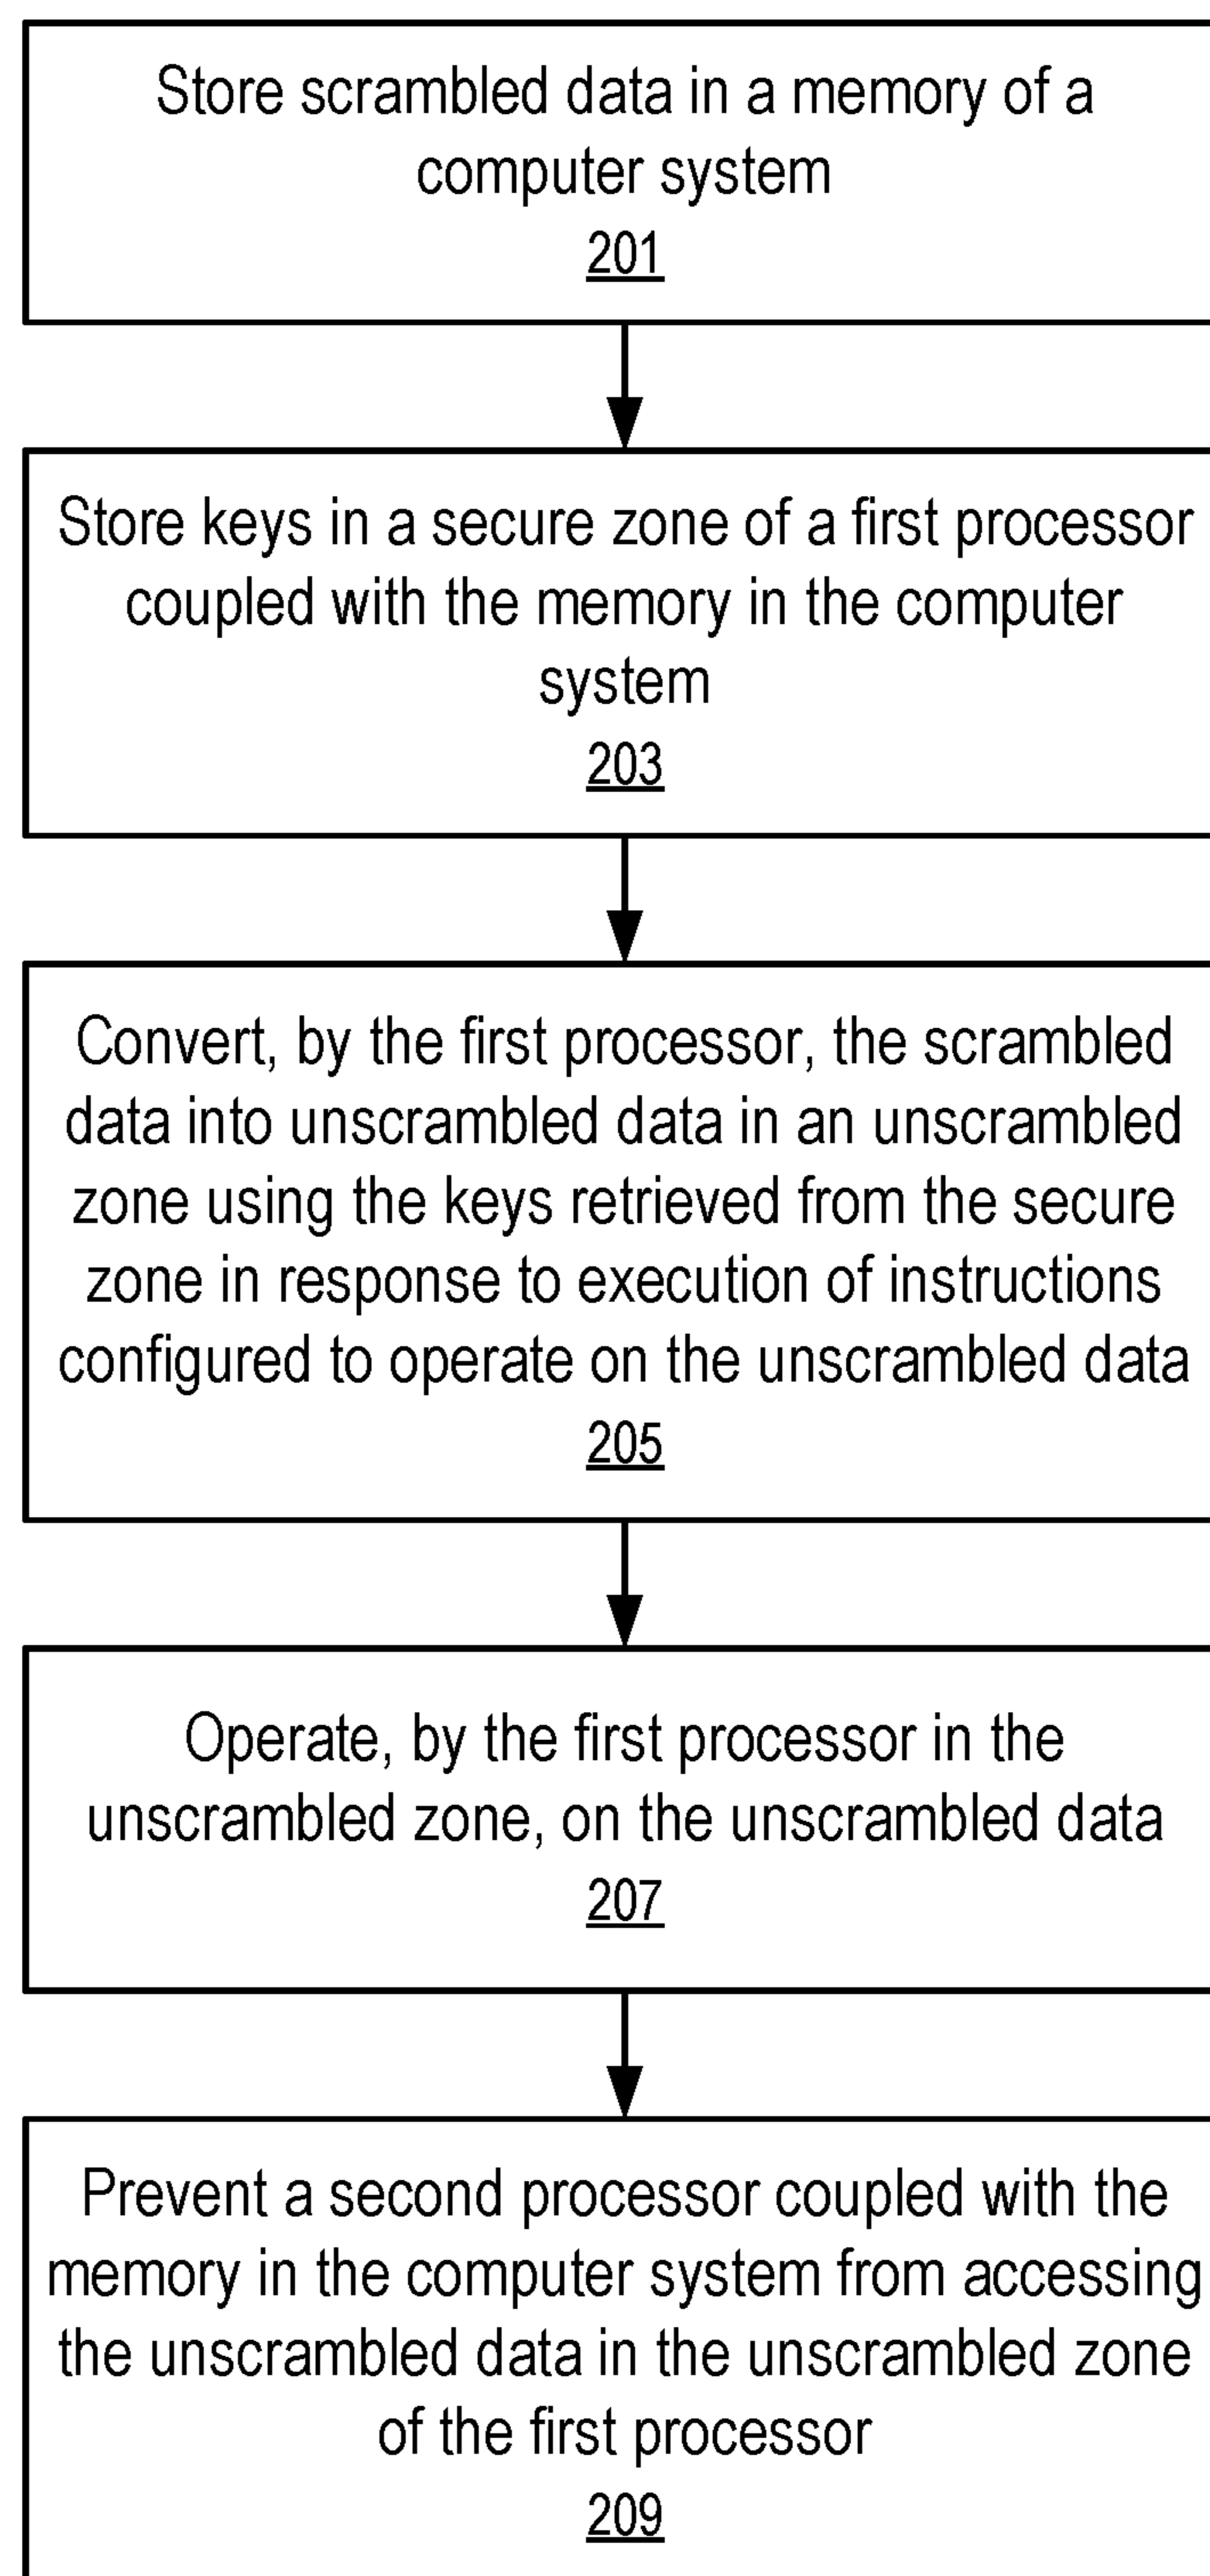 Store scrambled data in a memory of a
computer system
201
Store keys in a secure zone of a first processor
coupled with the memory in the computer
system
203
Convert, by the first processor, the scrambled
data into unscrambled data in an unscrambled
zone using the keys retrieved from the secure
zone in response to execution of instructions
configured to operate on the unscrambled data
205
Operate, by the first processor in the
unscrambled zone, on the unscrambled data
207
Prevent a second processor coupled with the
memory in the computer system from accessing
the unscrambled data in the unscrambled zone
of the first processor
209